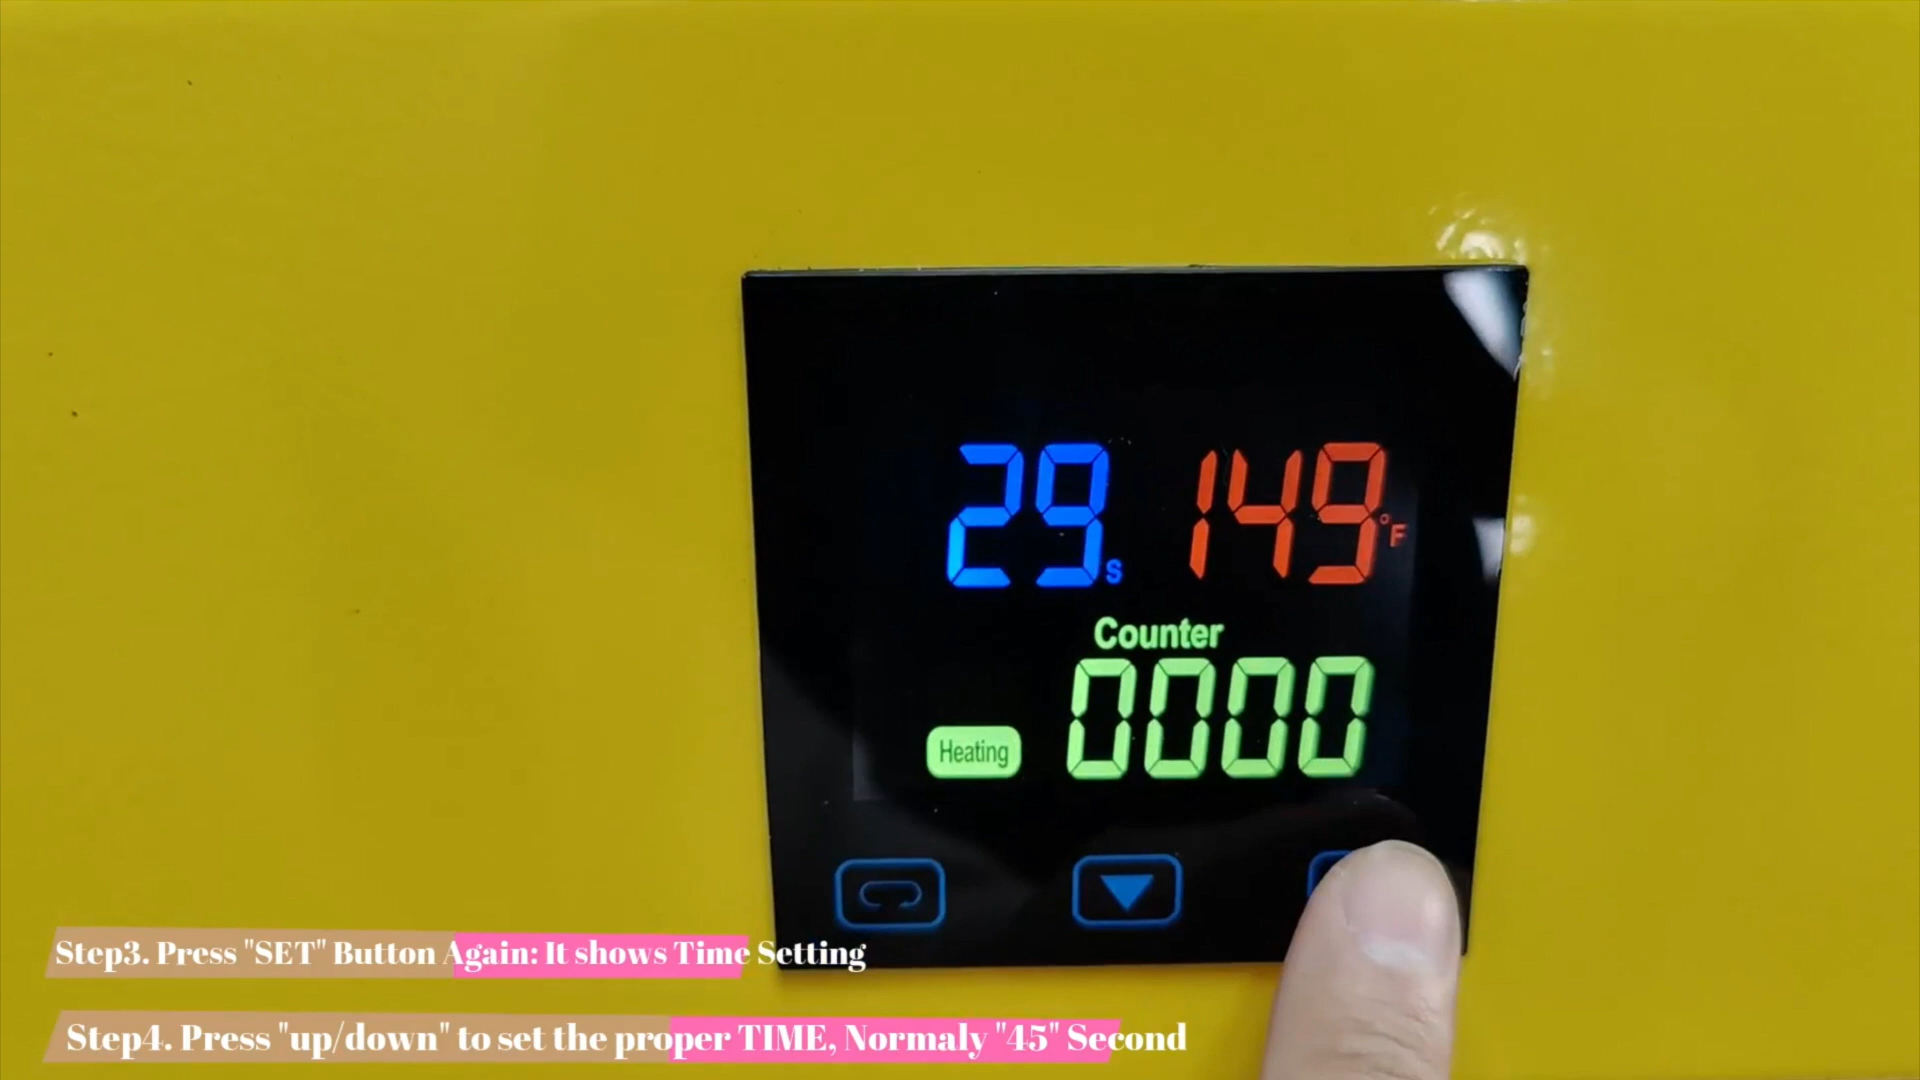 29 s 149 °F
Counter
0000
Heating
Step3. Press "SET" Button Again: It shows Time Setting
Step4. Press "up/down" to set the proper TIME, Normaly "45" Second